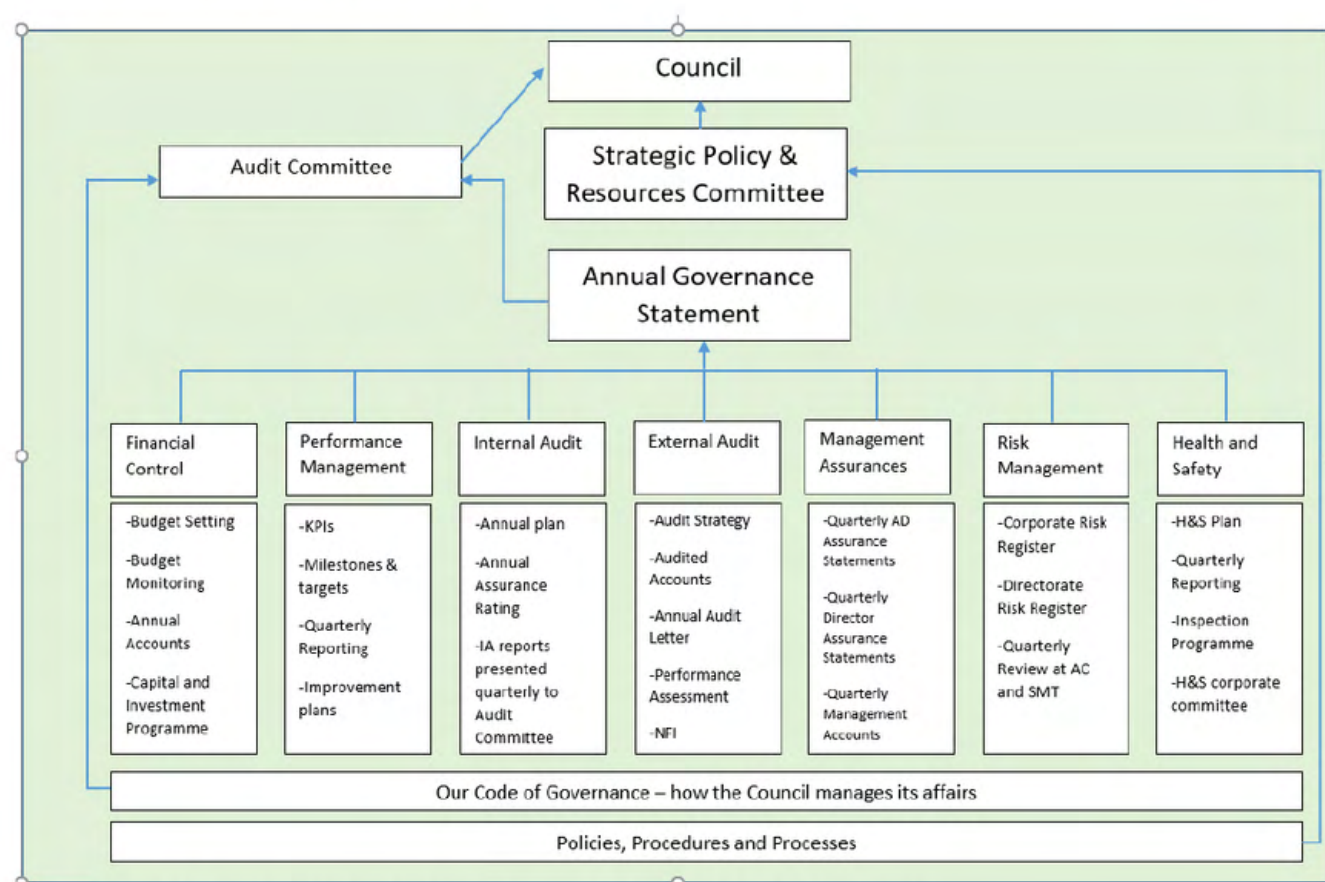 Council
Audit Committee
Strategic Policy &
Resources Committee
Annual Governance
Statement
Financial
Control
-Budget Setting
-Budget
Monitoring
-Annual
Accounts
-Capital and
Investment
Programme
Performance
Management
-KPIs
-Milestones &
targets
-Quarterly
Reporting
-Improvement
plans
Internal Audit
-Annual plan
-Annual
Assurance
Rating
-IA reports
presented
quarterly to
Audit
Committee
External Audit
-Audit Strategy
-Audited
Accounts
-Annual Audit
Letter
-Performance
Assessment
-NFI
Management
Assurances
-Quarterly AD
Assurance
Statements
-Quarterly
Director
Assurance
Statements
-Quarterly
Management
Accounts
Risk
Management
-Corporate Risk
Register
-Directorate
Risk Register
-Quarterly
Review at AC
and SMT
Health and
Safety
-H&S Plan
-Quarterly
Reporting
-Inspection
Programme
-H&S corporate
committee
Our Code of Governance – how the Council manages its affairs
Policies, Procedures and Processes